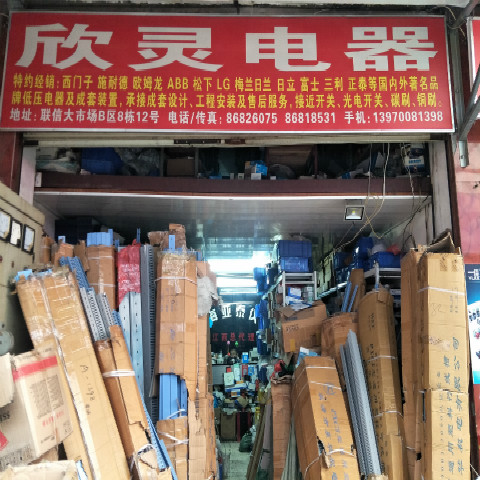 欣灵电器
特约经销:西门子 施耐德 欧姆龙 ABB 松下 LG 梅兰日兰 日立 富士 三利 正泰等国内外著名品
牌低压电器及成套装置,承接成套设计、工程安装及售后服务,接近开关、光电开关、碳刷,铜刷。
地址:联信大市场B区8栋12号 电话/传真:86826075 86818531 手机:13970081398